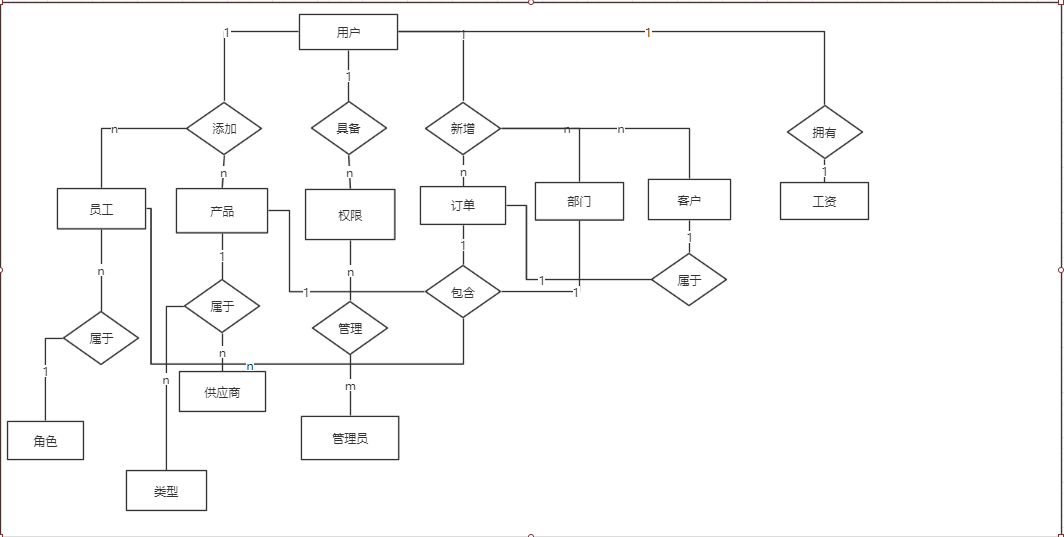 用户
1
1
1
1
添加
具备
新增
拥有
n
n
n
n
n
n
1
员工
产品
权限
订单
部门
客户
工资
1
1
1
n
n
属于
1
包含
1
1
属于
属于
管理
n
n
1
n
m
供应商
角色
管理员
类型